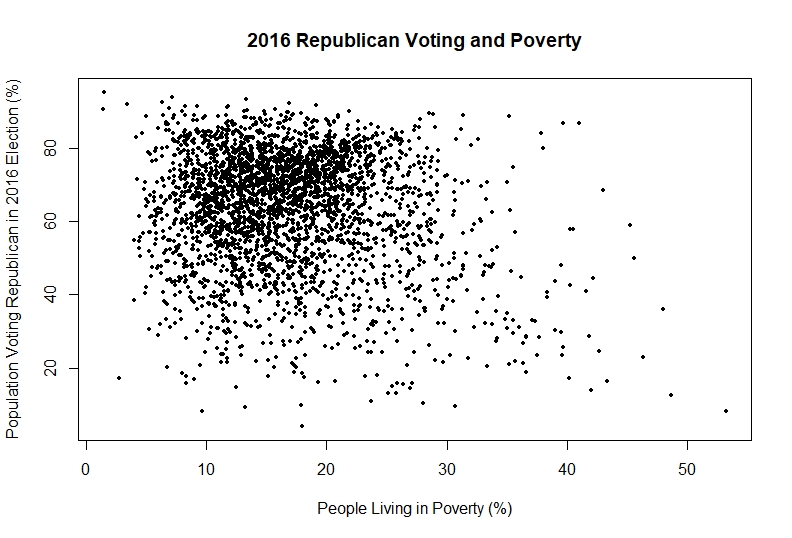 2016 Republican Voting and Poverty
Population Voting Republican in 2016 Election (%)
80
60
40
20
0 10 20 30 40 50
People Living in Poverty (%)